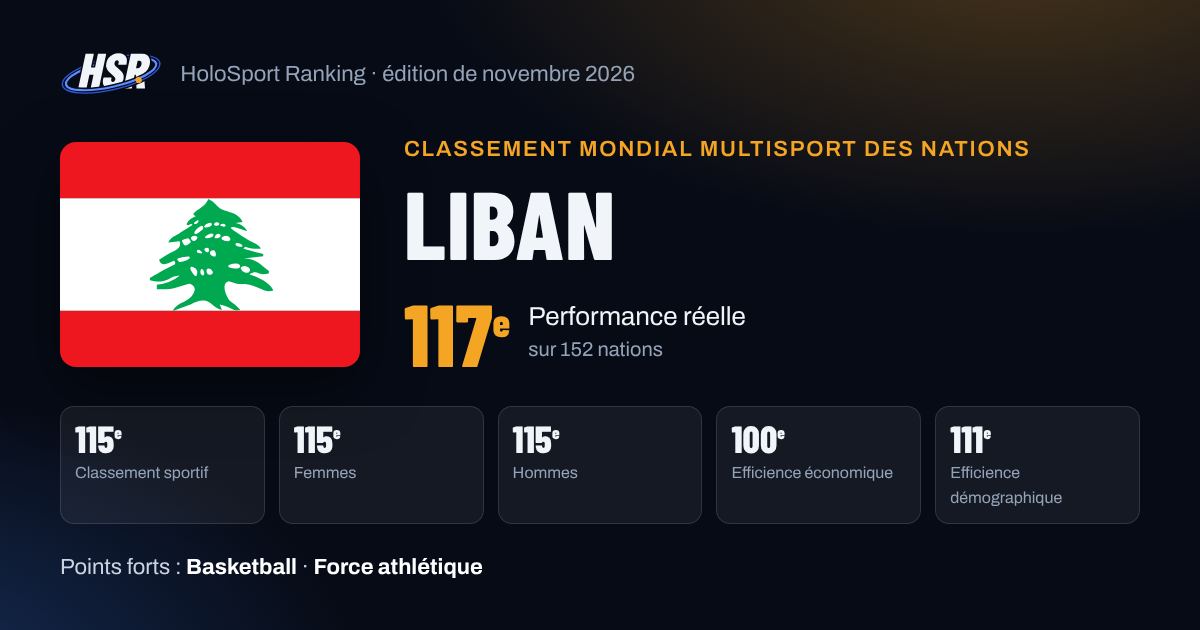 HSR
HoloSport Ranking · édition de novembre 2026
CLASSEMENT MONDIAL MULTISPORT DES NATIONS
LIBAN
117e
Performance réelle
sur 152 nations
115e
Classement sportif
115e
Femmes
115e
Hommes
100e
Efficience économique
111e
Efficience
démographique
Points forts : Basketball · Force athlétique